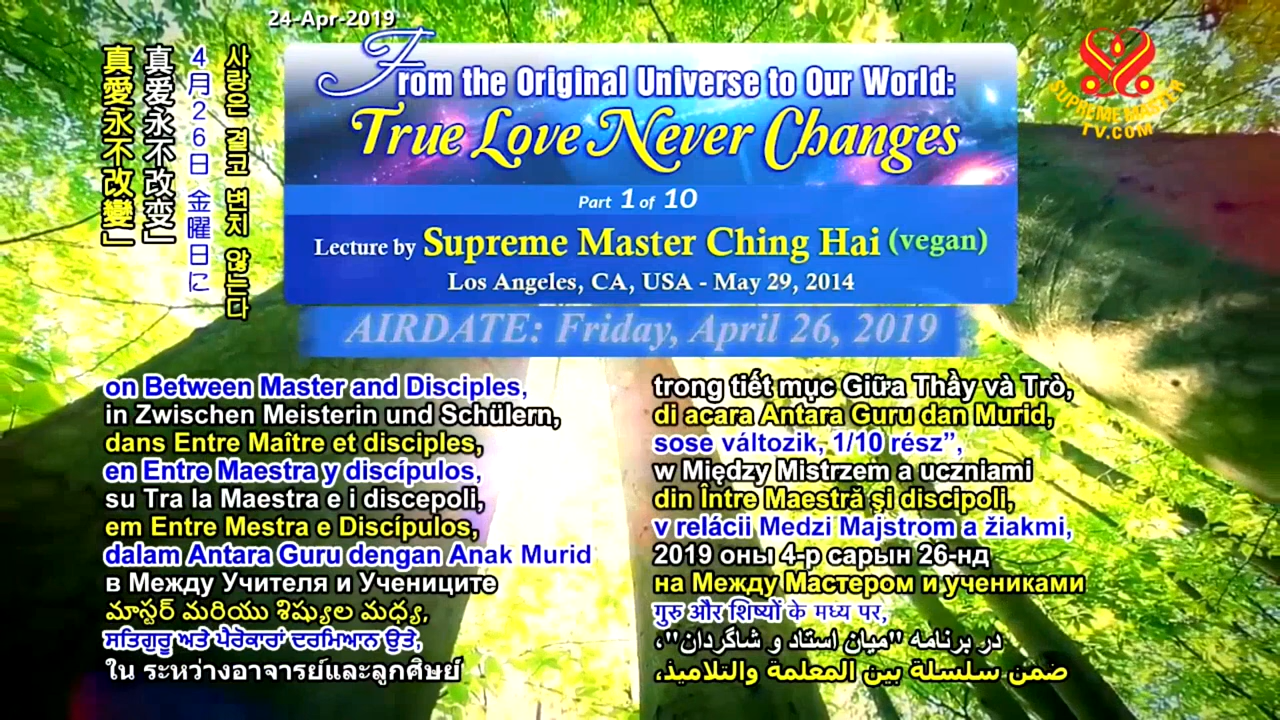 24-Apr-2019
From the Original Universe to Our World:
True Love Never Changes
Part 1 of 10
Lecture by Supreme Master Ching Hai (vegan)
Los Angeles, CA, USA - May 29, 2014
AIRDATE: Friday, April 26, 2019
SUPREME MASTER
TV.COM
真愛永不改變」
真爱永不改变」
4月26日 金曜日に
사랑은 결코 변치 않는다
on Between Master and Disciples,
in Zwischen Meisterin und Schülern,
dans Entre Maître et disciples,
en Entre Maestra y discípulos,
su Tra la Maestra e i discepoli,
em Entre Mestra e Discípulos,
dalam Antara Guru dengan Anak Murid
в Между Учителя и Учениците
మాస్టర్ మరియు శిష్యుల మధ్య,
ਸਤਿਗੁਰੂ ਅਤੇ ਪੈਰੋਕਾਰਾਂ ਦਰਮਿਆਨ ਉਤੇ,
ใน ระหว่างอาจารย์และลูกศิษย์
trong tiết mục Giữa Thầy và Trò,
di acara Antara Guru dan Murid,
sose változik, 1/10 rész”,
w Między Mistrzem a uczniami
din Între Maestră și discipoli,
v relácii Medzi Majstrom a žiakmi,
2019 оны 4-р сарын 26-нд
на Между Мастером и учениками
गुरु और शिष्यों के मध्य पर,
در برنامه "میان استاد و شاگردان"،
ضمن سلسلة بين المعلمة والتلاميذ،